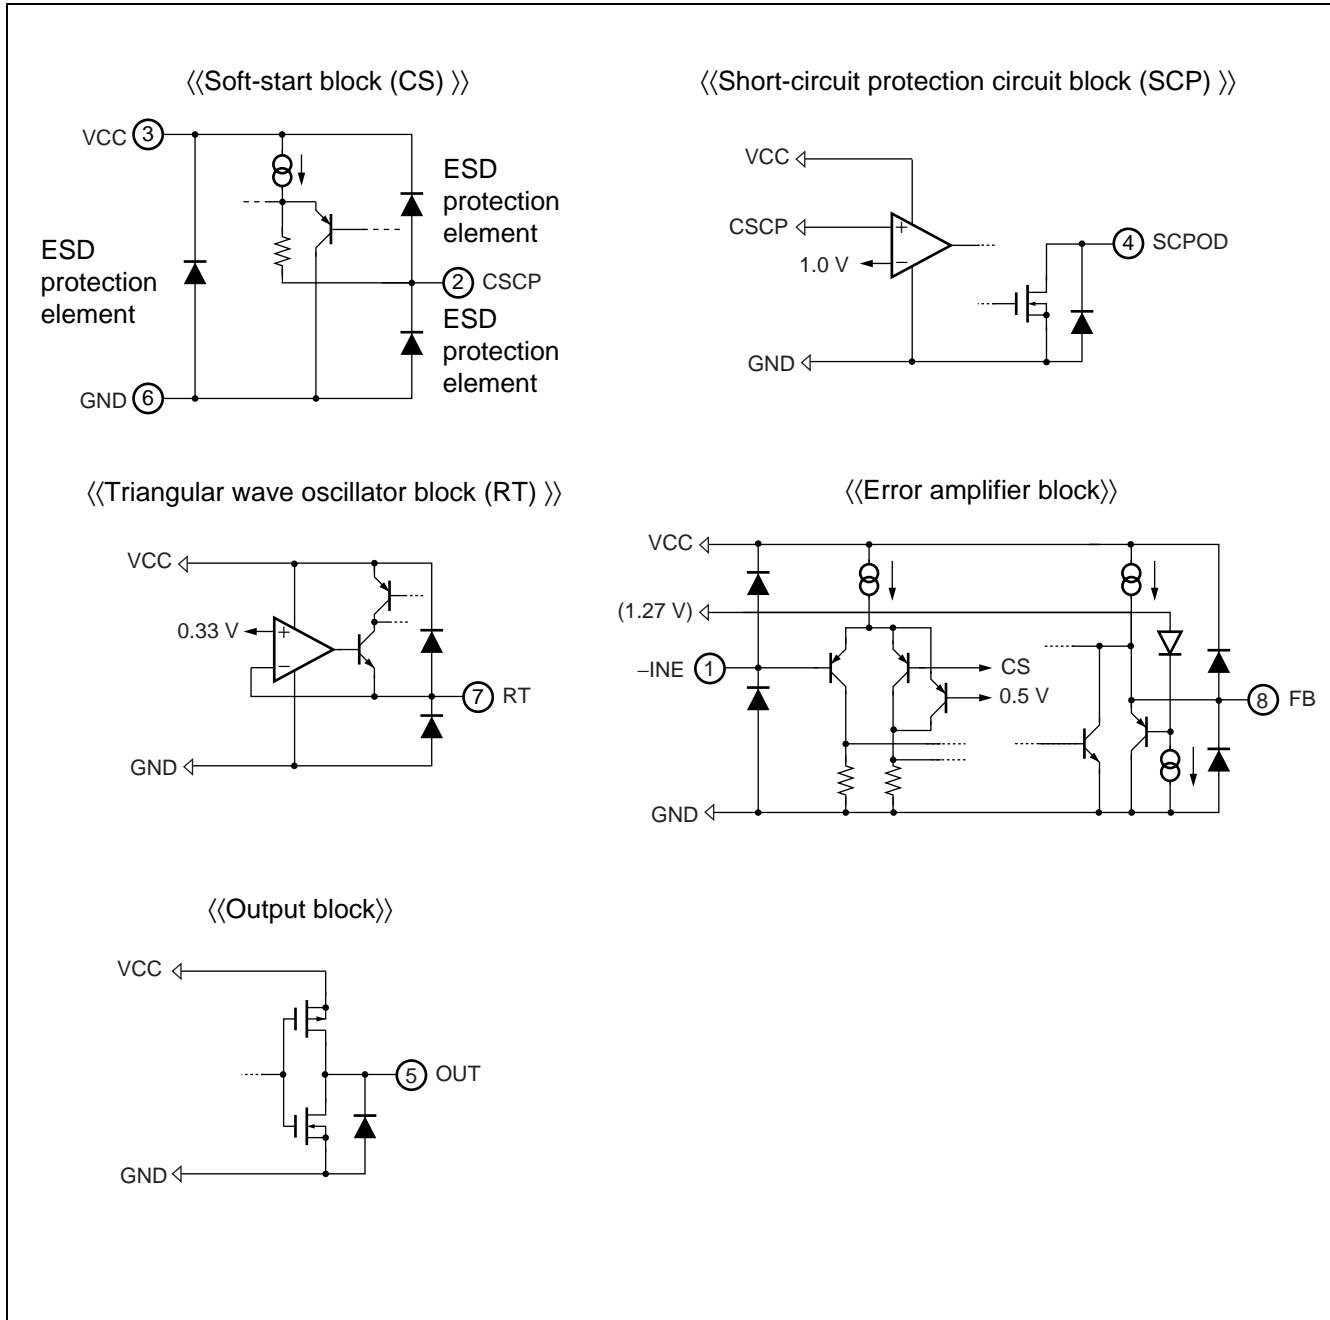 〈〈Soft-start block (CS) 〉〉
VCC 3
ESD
protection
element
ESD
protection
element
2 CSCP
ESD
protection
element
GND 6
〈〈Short-circuit protection circuit block (SCP) 〉〉
VCC
CSCP
+
1.0 V
−
4 SCPOD
GND
〈〈Triangular wave oscillator block (RT) 〉〉
VCC
0.33 V
+
−
7 RT
GND
〈〈Error amplifier block〉〉
VCC
(1.27 V)
−INE 1
CS
0.5 V
8 FB
GND
〈〈Output block〉〉
VCC
5 OUT
GND